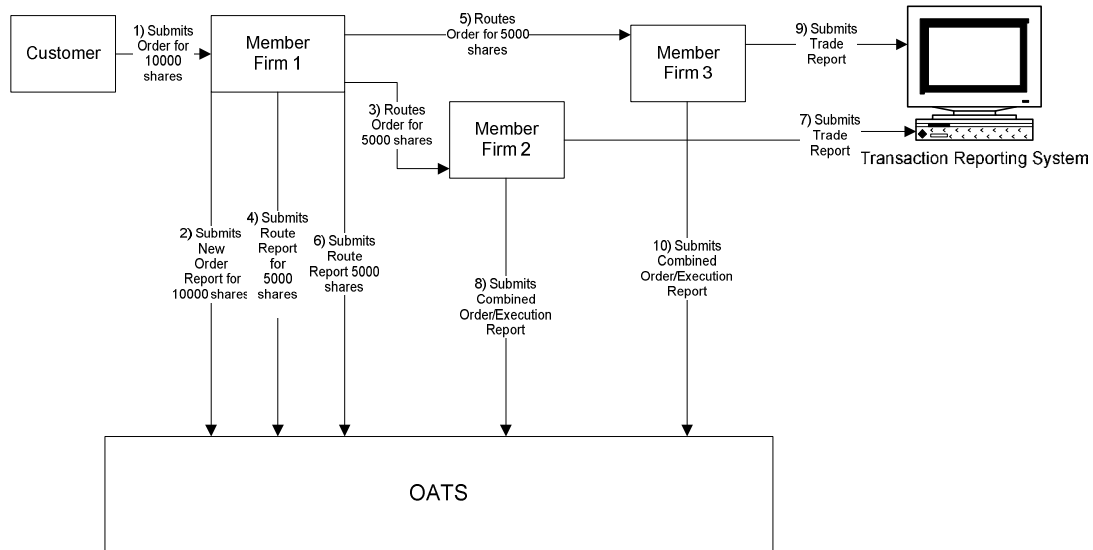 Customer
1) Submits
Order for
10000
shares
Member
Firm 1
5) Routes
Order for 5000
shares
Member
Firm 3
9) Submits
Trade
Report
3) Routes
Order for
5000 shares
Member
Firm 2
7) Submits
Trade
Report
Transaction Reporting System
2) Submits
New
Order
Report for
10000 shares
4) Submits
Route
Report
for
5000
shares
6) Submits
Route
Report 5000
shares
8) Submits
Combined
Order/Execution
Report
10) Submits
Combined
Order/Execution
Report
OATS